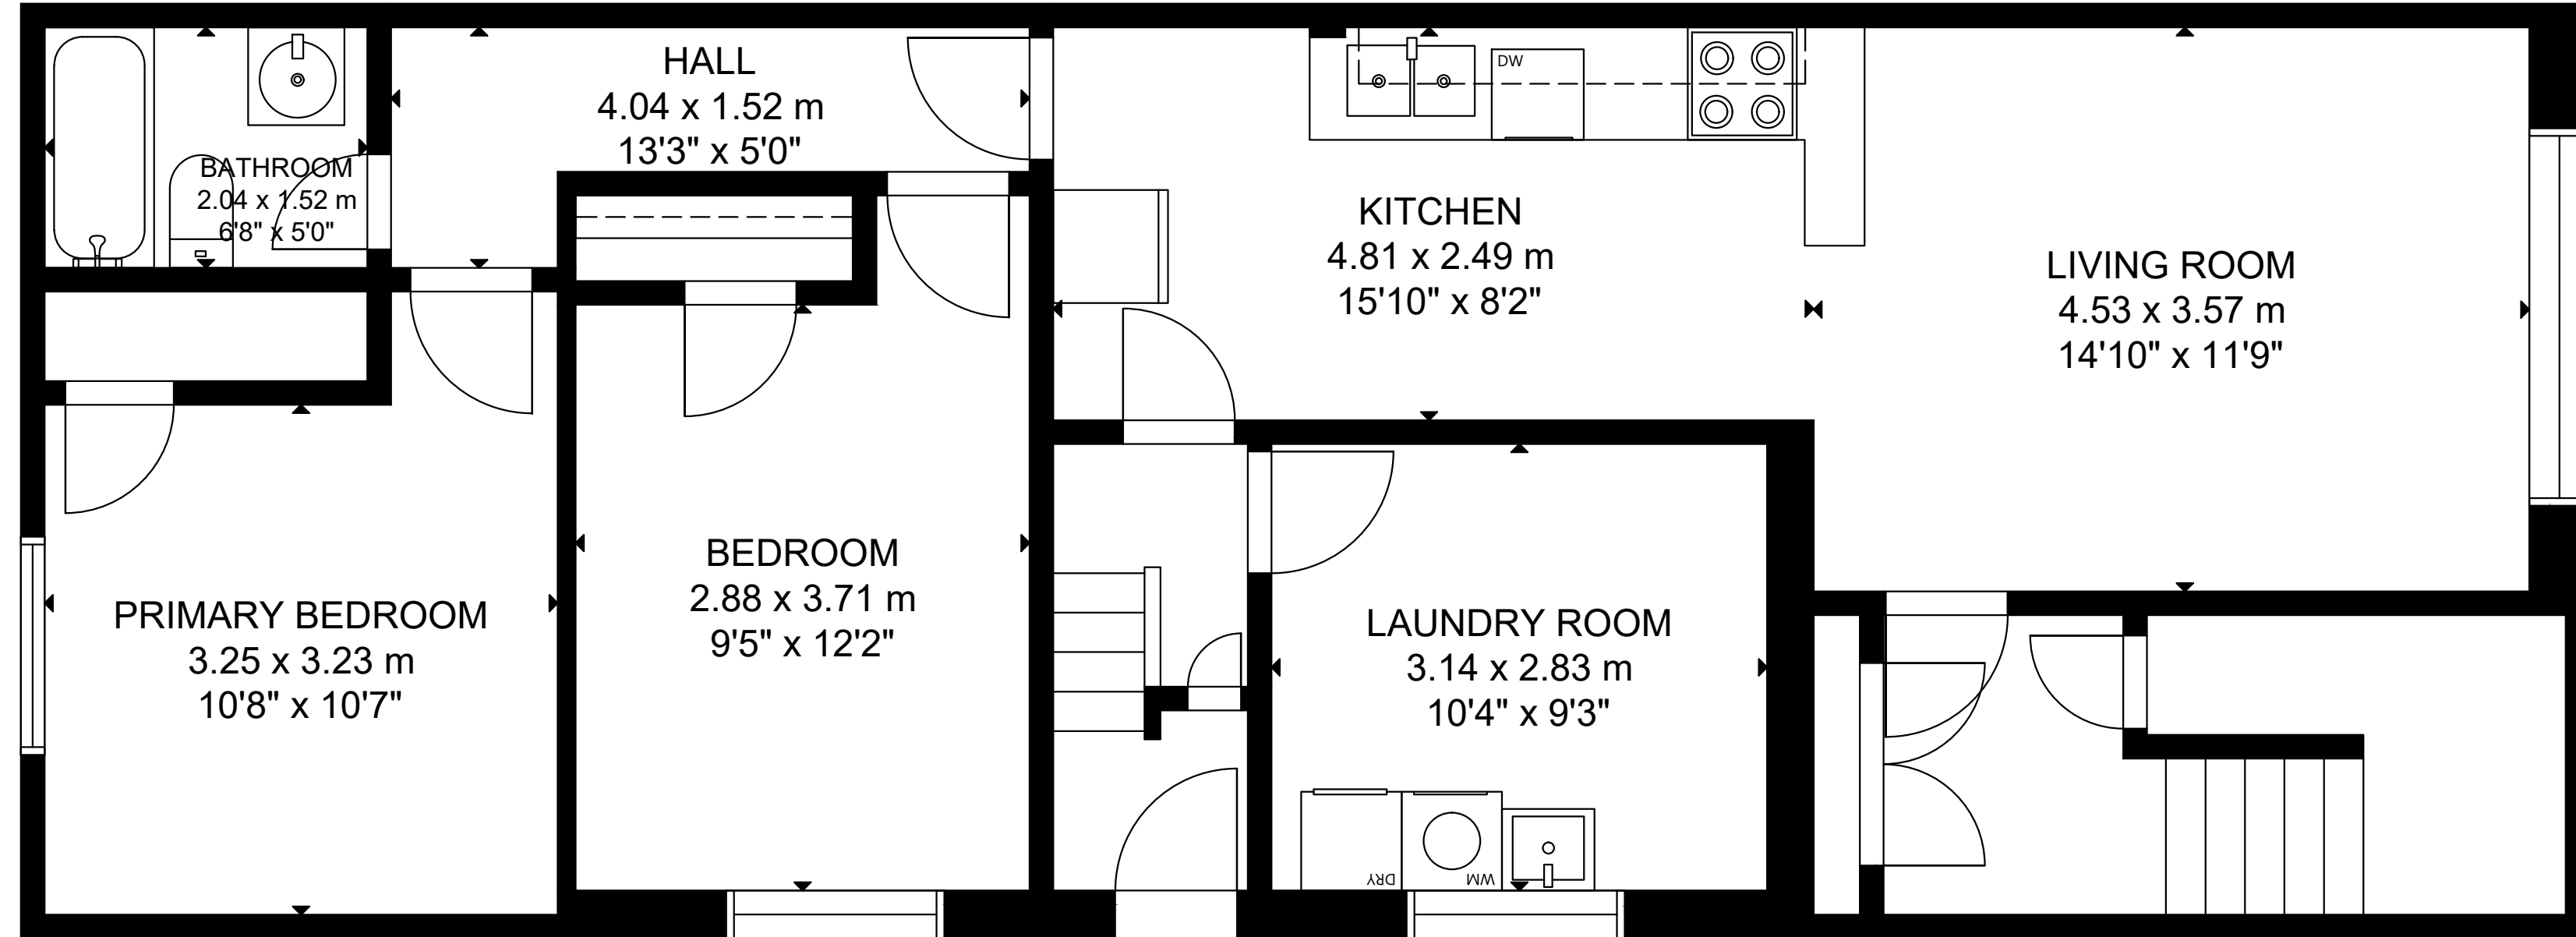 HALL
4.04 x 1.52 m
13'3" x 5'0"
DW
BATHROOM
2.04 x 1.52 m
6'8" x 5'0"
KITCHEN
4.81 x 2.49 m
15'10" x 8'2"
LIVING ROOM
4.53 x 3.57 m
14'10" x 11'9"
BEDROOM
2.88 x 3.71 m
9'5" x 12'2"
PRIMARY BEDROOM
3.25 x 3.23 m
10'8" x 10'7"
LAUNDRY ROOM
3.14 x 2.83 m
10'4" x 9'3"
DRY
WM